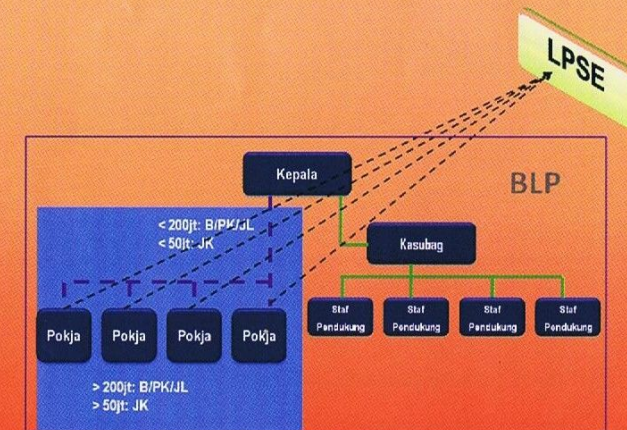 LPSE
Kepala
BLP
< 200jt: B/PK/JL
< 50jt: JK
Kasubag
Pokja
Pokja
Pokja
Pokja
Staf
Pendukung
Staf
Pendukung
Staf
Pendukung
Staf
Pendukung
> 200jt: B/PK/JL
> 50jt: JK